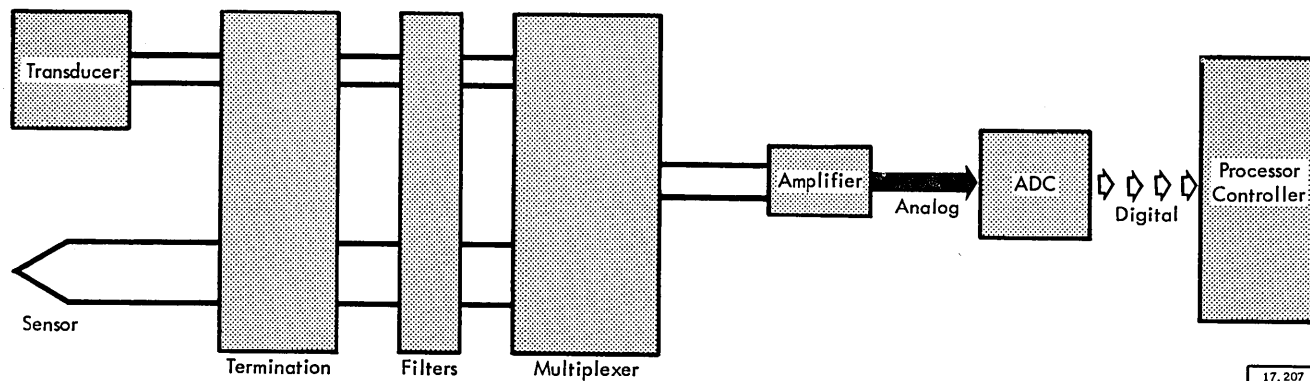 Transducer
Sensor
Termination
Filters
Multiplexer
Amplifier
Analog
ADC
Digital
Processor
Controller
17.207